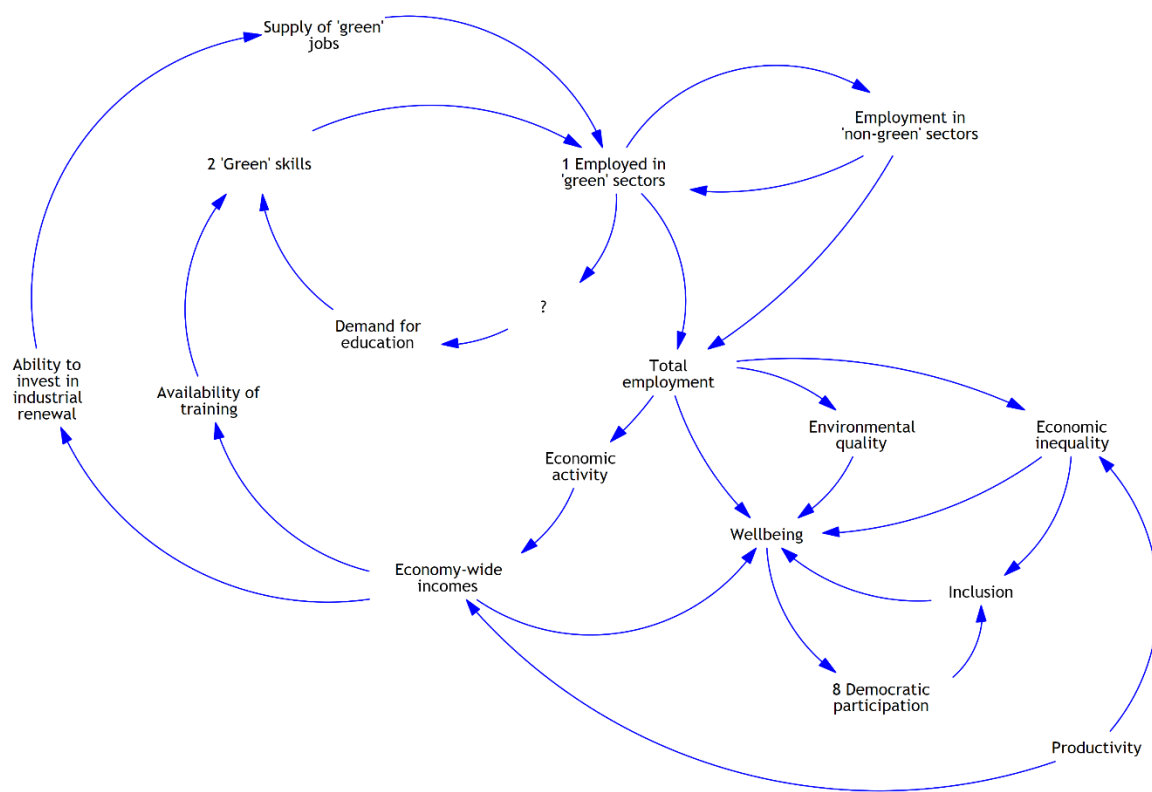 Supply of 'green'
jobs
Employment in
'non-green' sectors
2 'Green' skills
1 Employed in
'green' sectors
?
Demand for
education
Ability to
invest in
industrial
renewal
Availability of
training
Total
employment
Environmental
quality
Economic
inequality
Economic
activity
Wellbeing
Economy-wide
incomes
Inclusion
8 Democratic
participation
Productivity